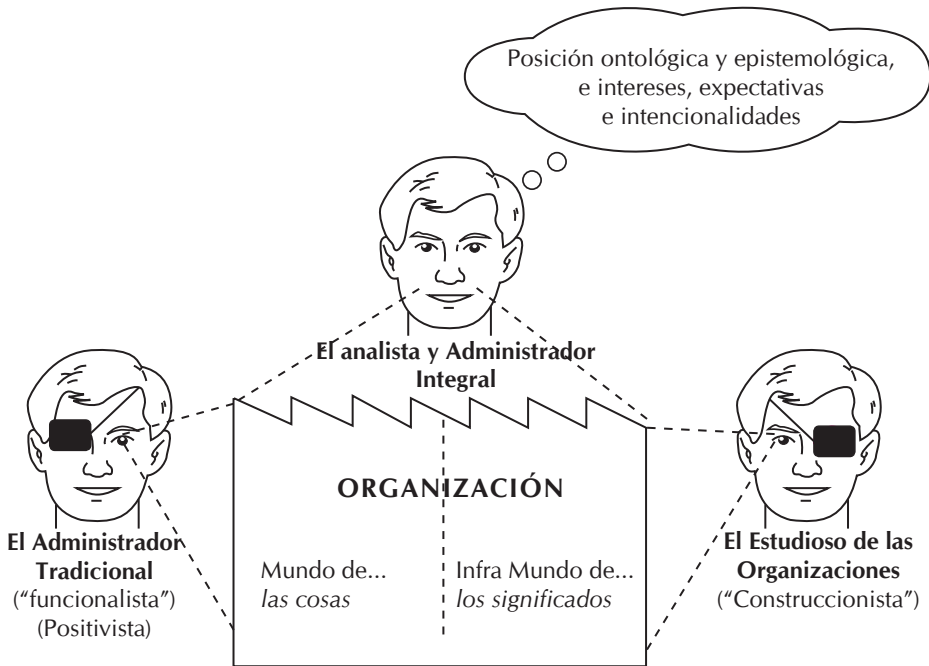 Posición ontológica y epistemológica,
e intereses, expectativas
e intencionalidades
El analista y Administrador
Integral
El Administrador
Tradicional
(“funcionalista”)
(Positivista)
ORGANIZACIÓN
Mundo de...
las cosas
Infra Mundo de...
los significados
El Estudioso de las
Organizaciones
(“Construccionista”)